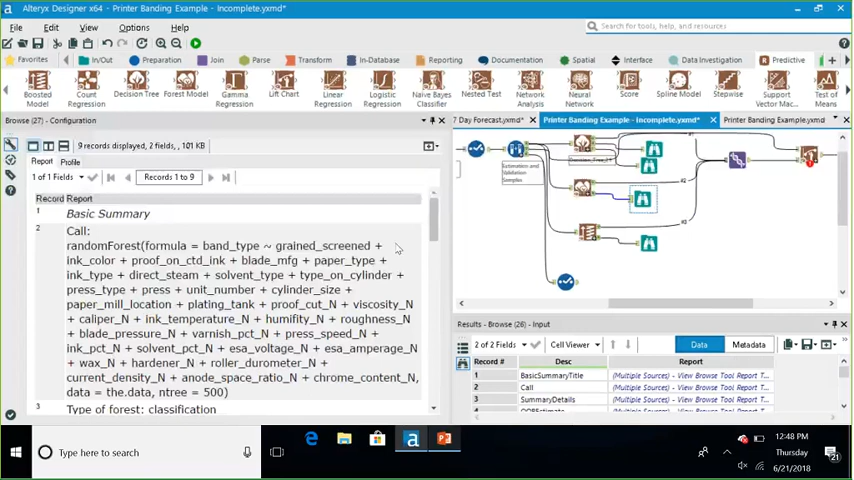 Alteryx Designer x64 - Printer Banding Example - Incomplete.yxmd*
File Edit View Options Help
Search for tools, help, and resources
Favorites In/Out Preparation Join Parse Transform In-Database Reporting Documentation Spatial Interface Data Investigation Predictive
Boosted Model
Count Regression
Decision Tree
Forest Model
Gamma Regression
Lift Chart
Linear Regression
Logistic Regression
Naive Bayes Classifier
Nested Test
Network Analysis
Neural Network
Score
Spline Model
Stepwise
Support Vector Mac...
Test of Means
Browse (27) - Configuration
7 Day Forecast.yxmd*
Printer Banding Example - Incomplete.yxmd*
Printer Banding Example.yxmd
9 records displayed, 2 fields, 101 KB
Report Profile
1 of 1 Fields
Records 1 to 9
Record Report
1 Basic Summary
2 Call:
randomForest(formula = band_type ~ grained_screened +
ink_color + proof_on_ctd_ink + blade_mfg + paper_type +
ink_type + direct_steam + solvent_type + type_on_cylinder +
press_type + press + unit_number + cylinder_size +
paper_mill_location + plating_tank + proof_cut_N + viscosity_N
+ caliper_N + ink_temperature_N + humifity_N + roughness_N
+ blade_pressure_N + varnish_pct_N + press_speed_N +
ink_pct_N + solvent_pct_N + esa_voltage_N + esa_amperage_N
+ wax_N + hardener_N + roller_durometer_N +
current_density_N + anode_space_ratio_N + chrome_content_N,
data = the.data, ntree = 500)
3 Type of forest: classification
Estimation and Validation Samples
#1
#2
#3
Results - Browse (26) - Input
2 of 2 Fields
Cell Viewer
Data
Metadata
Record # Desc Report
1 BasicSummaryTitle (Multiple Sources) - View Browse Tool Report T...
2 Call (Multiple Sources) - View Browse Tool Report T...
3 SummaryDetails (Multiple Sources) - View Browse Tool Report T...
4
Type here to search
12:48 PM
Thursday
6/21/2018
21